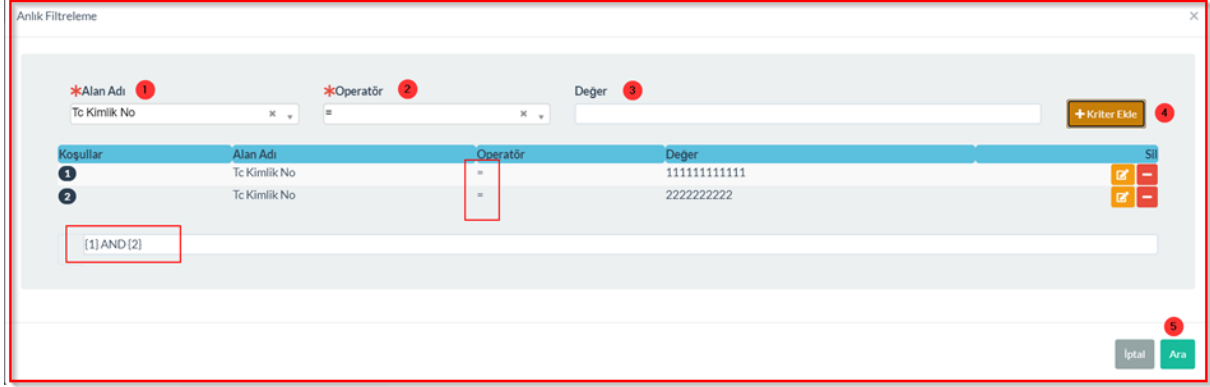 Anlık Filtreleme ×
*Alan Adı 1 *Operatör 2 Değer 3
Tc Kimlik No × = × + Kriter Ekle 4
Koşullar Alan Adı Operatör Değer Sil
1 Tc Kimlik No = 111111111111
2 Tc Kimlik No = 2222222222
{1} AND {2}
5
İptal Ara